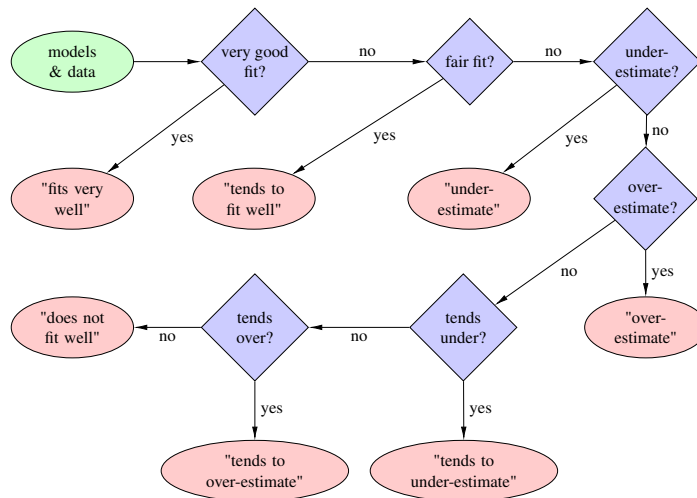 models
& data
very good
fit?
no
fair fit?
no
under-
estimate?
yes
yes
yes
no
"fits very
well"
"tends to
fit well"
"under-
estimate"
over-
estimate?
no
yes
"does not
fit well"
no
tends
over?
no
tends
under?
"over-
estimate"
yes
yes
"tends to
over-estimate"
"tends to
under-estimate"